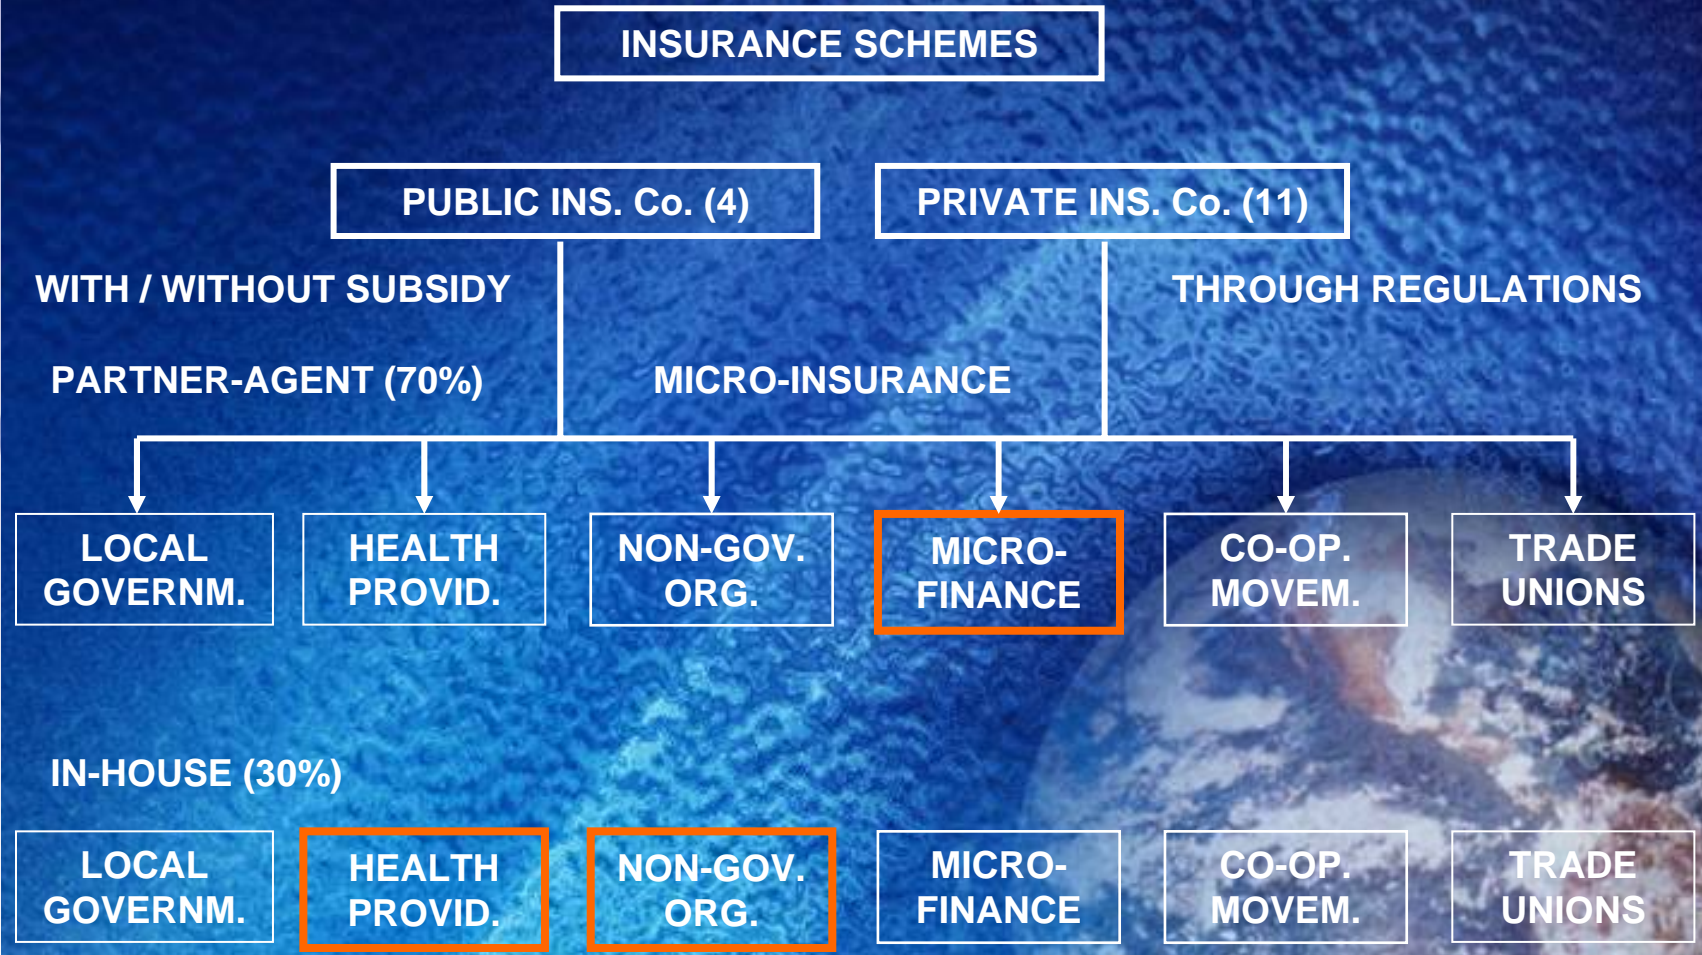 INSURANCE SCHEMES
PUBLIC INS. Co. (4)
PRIVATE INS. Co. (11)
WITH / WITHOUT SUBSIDY
THROUGH REGULATIONS
PARTNER-AGENT (70%)
MICRO-INSURANCE
LOCAL
GOVERNM.
HEALTH
PROVID.
NON-GOV.
ORG.
MICRO-
FINANCE
CO-OP.
MOVEM.
TRADE
UNIONS
IN-HOUSE (30%)
LOCAL
GOVERNM.
HEALTH
PROVID.
NON-GOV.
ORG.
MICRO-
FINANCE
CO-OP.
MOVEM.
TRADE
UNIONS